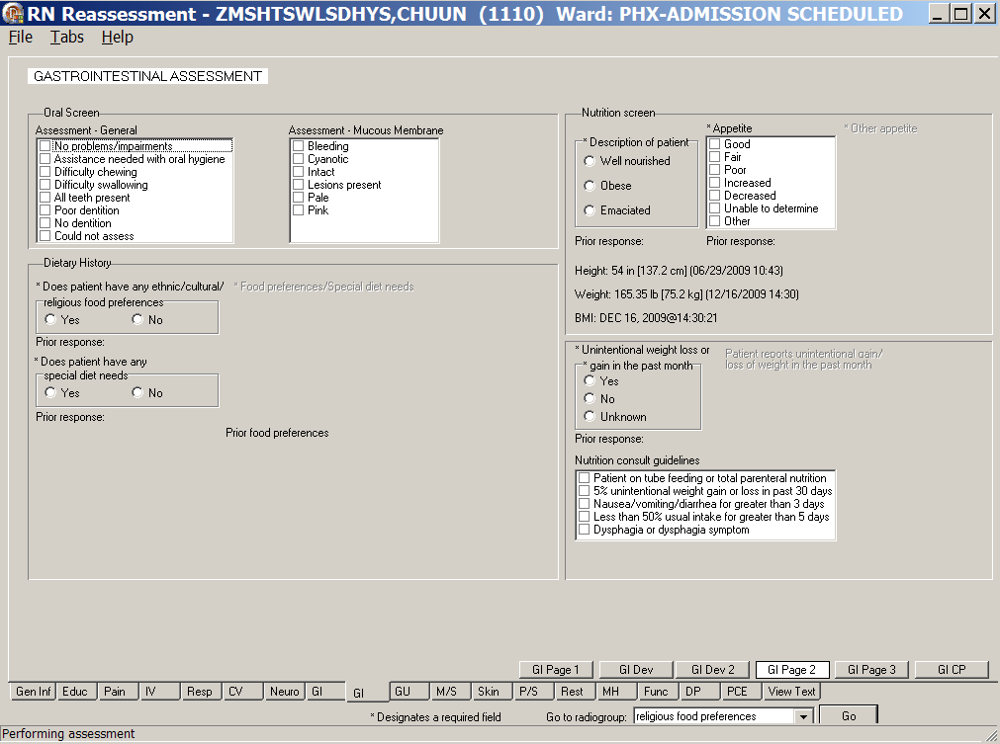 RN Reassessment - ZMSHTSWLSDHYS,CHUUN (1110) Ward: PHX-ADMISSION SCHEDULED
File Tabs Help
GASTROINTESTINAL ASSESSMENT
Oral Screen
Assessment - General
No problems/impairments
Assistance needed with oral hygiene
Difficulty chewing
Difficulty swallowing
All teeth present
Poor dentition
No dentition
Could not assess
Assessment - Mucous Membrane
Bleeding
Cyanotic
Intact
Lesions present
Pale
Pink
Dietary History
* Does patient have any ethnic/cultural/
religious food preferences
Yes No
Prior response:
* Food preferences/Special diet needs
* Does patient have any
special diet needs
Yes No
Prior response:
Prior food preferences
Nutrition screen
* Description of patient
Well nourished
Obese
Emaciated
Prior response:
* Appetite
Good
Fair
Poor
Increased
Decreased
Unable to determine
Other
Prior response:
* Other appetite
Height: 54 in [137.2 cm] (06/29/2009 10:43)
Weight: 165.35 lb [75.2 kg] (12/16/2009 14:30)
BMI: DEC 16, 2009@14:30:21
* Unintentional weight loss or
* gain in the past month
Yes
No
Unknown
Prior response:
Patient reports unintentional gain/
loss of weight in the past month
Nutrition consult guidelines
Patient on tube feeding or total parenteral nutrition
5% unintentional weight gain or loss in past 30 days
Nausea/vomiting/diarrhea for greater than 3 days
Less than 50% usual intake for greater than 5 days
Dysphagia or dysphagia symptom
GI Page 1 GI Dev GI Dev 2 GI Page 2 GI Page 3 GI CP
Gen Inf Educ Pain IV Resp CV Neuro GI GI GU M/S Skin P/S Rest MH Func DP PCE View Text
* Designates a required field Go to radiogroup: religious food preferences Go
Performing assessment